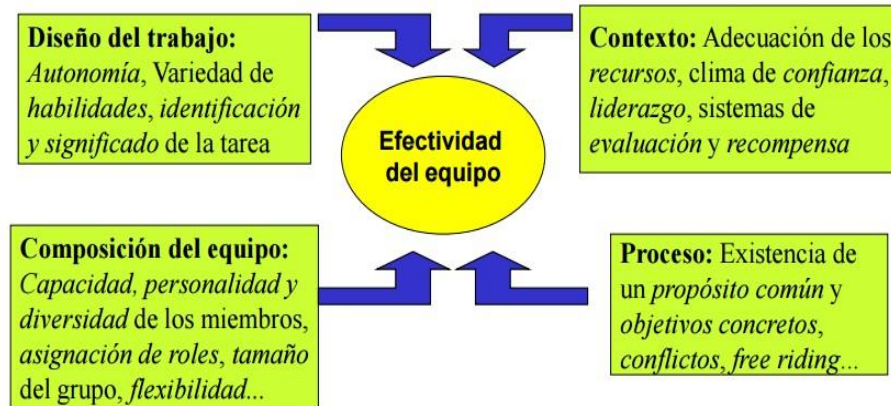 Diseño del trabajo:
Autonomía, Variedad de
habilidades, identificación
y significado de la tarea
Contexto: Adecuación de los
recursos, clima de confianza,
liderazgo, sistemas de
evaluación y recompensa
Efectividad
del equipo
Composición del equipo:
Capacidad, personalidad y
diversidad de los miembros,
asignación de roles, tamaño
del grupo, flexibilidad...
Proceso: Existencia de
un propósito común y
objetivos concretos,
conflictos, free riding...